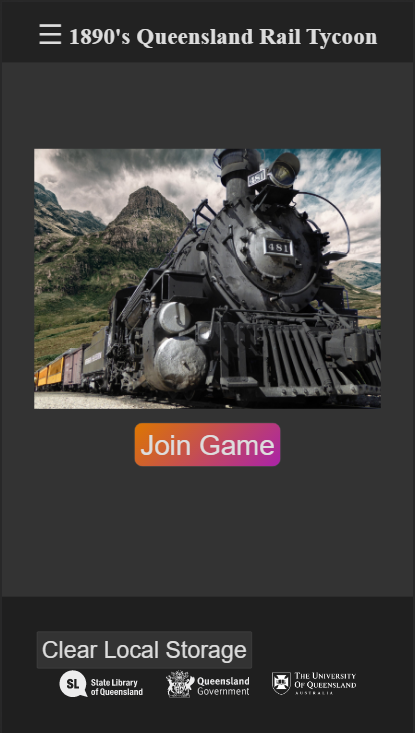 ☰ 1890's Queensland Rail Tycoon
481
481
Join Game
Clear Local Storage
SL State Library
of Queensland
Queensland
Government
THE UNIVERSITY
OF QUEENSLAND
AUSTRALIA